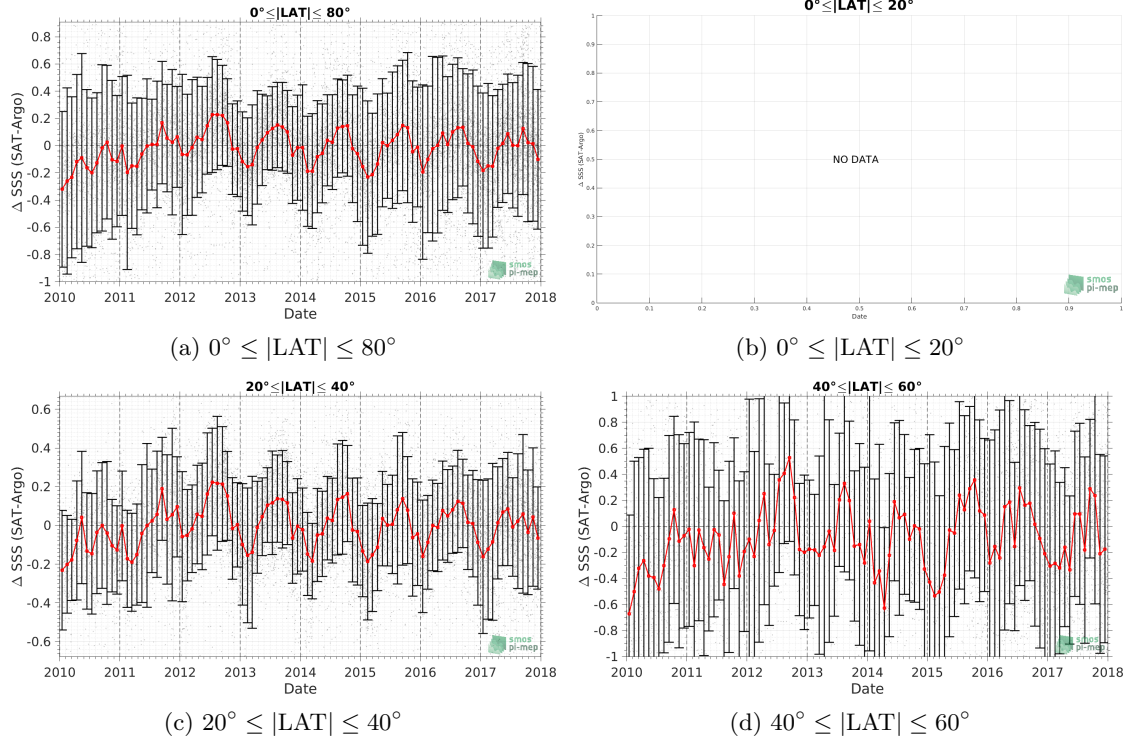 0°≤|LAT|≤ 80°
Δ SSS (SAT-Argo)
0.8
0.6
0.4
0.2
0
-0.2
-0.4
-0.6
-0.8
-1
2010 2011 2012 2013 2014 2015 2016 2017 2018
Date
smos
pi-mep
(a) 0° ≤ |LAT| ≤ 80°
0°≤|LAT|≤ 20°
Δ SSS (SAT-Argo)
1
0.9
0.8
0.7
0.6
0.5
0.4
0.3
0.2
0.1
0
NO DATA
0 0.1 0.2 0.3 0.4 0.5 0.6 0.7 0.8 0.9 1
Date
smos
pi-mep
(b) 0° ≤ |LAT| ≤ 20°
20°≤|LAT|≤ 40°
Δ SSS (SAT-Argo)
0.6
0.4
0.2
0
-0.2
-0.4
-0.6
2010 2011 2012 2013 2014 2015 2016 2017 2018
Date
smos
pi-mep
(c) 20° ≤ |LAT| ≤ 40°
40°≤|LAT|≤ 60°
Δ SSS (SAT-Argo)
1
0.8
0.6
0.4
0.2
0
-0.2
-0.4
-0.6
-0.8
-1
2010 2011 2012 2013 2014 2015 2016 2017 2018
Date
smos
pi-mep
(d) 40° ≤ |LAT| ≤ 60°